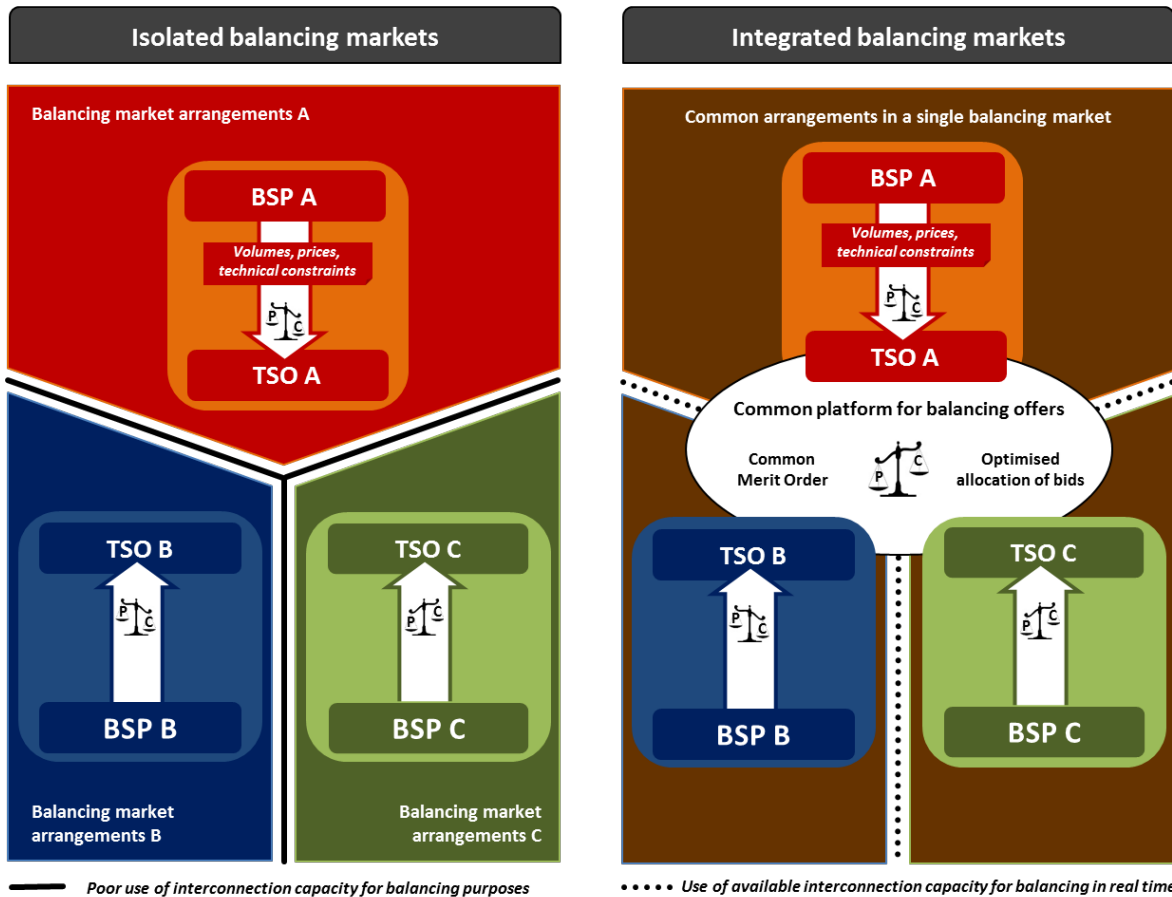 Isolated balancing markets
Balancing market arrangements A
BSP A
Volumes, prices,
technical constraints
P C
TSO A
TSO B
P C
BSP B
TSO C
P C
BSP C
Balancing market
arrangements B
Balancing market
arrangements C
Poor use of interconnection capacity for balancing purposes
Integrated balancing markets
Common arrangements in a single balancing market
BSP A
Volumes, prices,
technical constraints
P C
TSO A
Common platform for balancing offers
Common
Merit Order
P C
Optimised
allocation of bids
TSO B
P C
BSP B
TSO C
P C
BSP C
Use of available interconnection capacity for balancing in real time